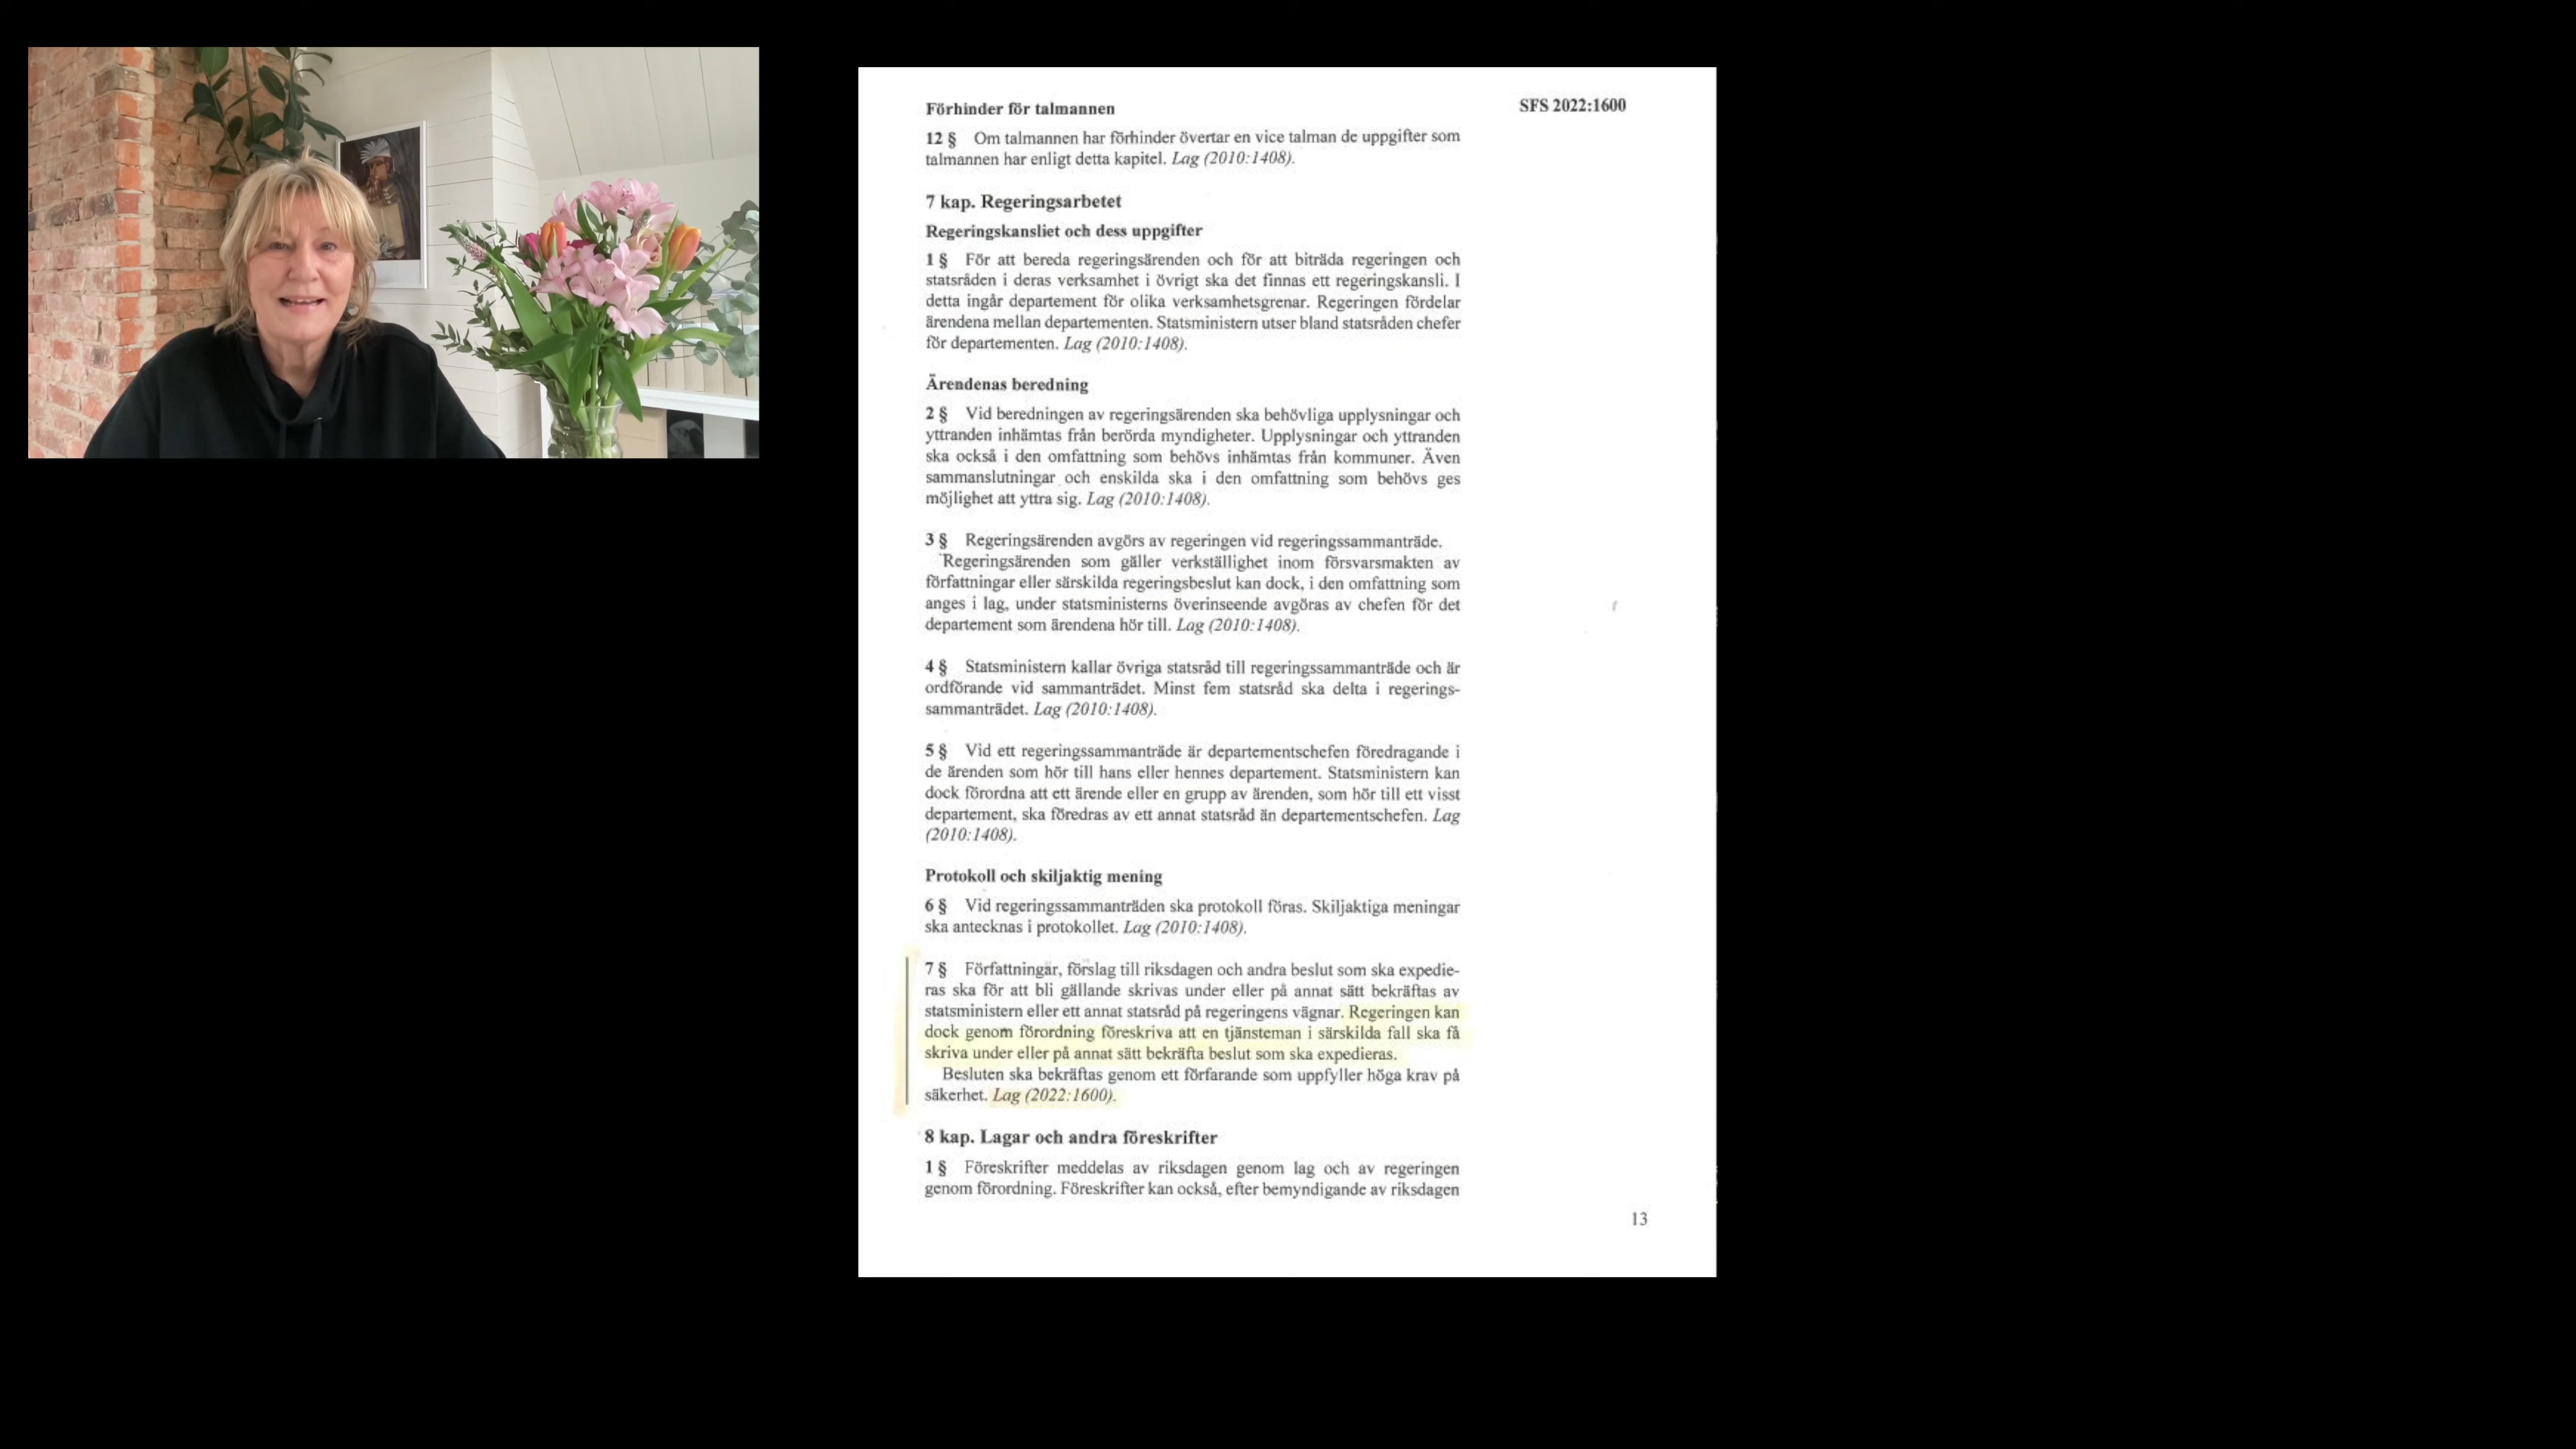 SFS 2022:1600
Förhinder för talmannen
12 § Om talmannen har förhinder övertar en vice talman de uppgifter som
talmannen har enligt detta kapitel. Lag (2010:1408).
7 kap. Regeringsarbetet
Regeringskansliet och dess uppgifter
1 § För att bereda regeringsärenden och för att biträda regeringen och
statsråden i deras verksamhet i övrigt ska det finnas ett regeringskansli. I
detta ingår departement för olika verksamhetsgrenar. Regeringen fördelar
ärendena mellan departementen. Statsministern utser bland statsråden chefer
för departementen. Lag (2010:1408).
Ärendenas beredning
2 § Vid beredningen av regeringsärenden ska behövliga upplysningar och
yttranden inhämtas från berörda myndigheter. Upplysningar och yttranden
ska också i den omfattning som behövs inhämtas från kommuner. Även
sammanslutningar och enskilda ska i den omfattning som behövs ges
möjlighet att yttra sig. Lag (2010:1408).
3 § Regeringsärenden avgörs av regeringen vid regeringssammanträde.
Regeringsärenden som gäller verkställighet inom försvarsmakten av
författningar eller särskilda regeringsbeslut kan dock, i den omfattning som
anges i lag, under statsministerns överinseende avgöras av chefen för det
departement som ärendena hör till. Lag (2010:1408).
4 § Statsministern kallar övriga statsråd till regeringssammanträde och är
ordförande vid sammanträdet. Minst fem statsråd ska delta i regerings-
sammanträdet. Lag (2010:1408).
5 § Vid ett regeringssammanträde är departementschefen föredragande i
de ärenden som hör till hans eller hennes departement. Statsministern kan
dock förordna att ett ärende eller en grupp av ärenden, som hör till ett visst
departement, ska föredras av ett annat statsråd än departementschefen. Lag
(2010:1408).
Protokoll och skiljaktig mening
6 § Vid regeringssammanträden ska protokoll föras. Skiljaktiga meningar
ska antecknas i protokollet. Lag (2010:1408).
7 § Författningar, förslag till riksdagen och andra beslut som ska expedie-
ras ska för att bli gällande skrivas under eller på annat sätt bekräftas av
statsministern eller ett annat statsråd på regeringens vägnar. Regeringen kan
dock genom förordning föreskriva att en tjänsteman i särskilda fall ska få
skriva under eller på annat sätt bekräfta beslut som ska expedieras.
Besluten ska bekräftas genom ett förfarande som uppfyller höga krav på
säkerhet. Lag (2022:1600).
8 kap. Lagar och andra föreskrifter
1 § Föreskrifter meddelas av riksdagen genom lag och av regeringen
genom förordning. Föreskrifter kan också, efter bemyndigande av riksdagen
13